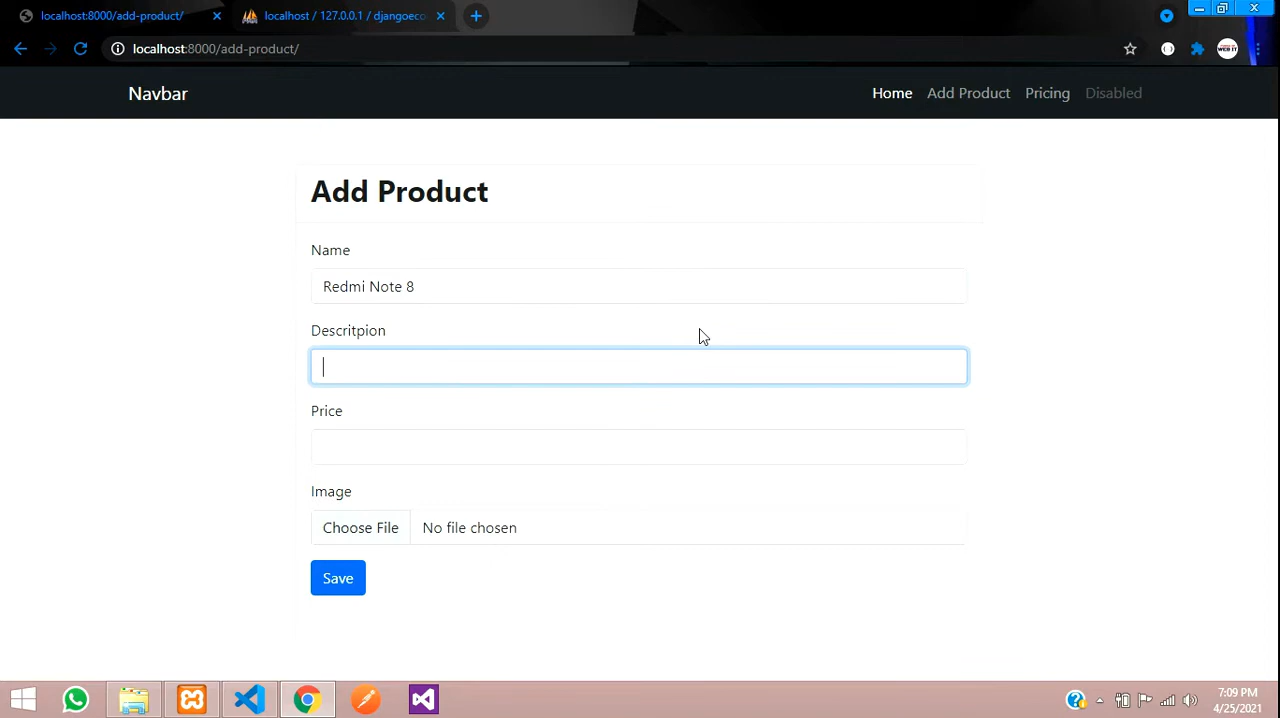 localhost:8000/add-product/
localhost / 127.0.0.1 / djangoeco
localhost:8000/add-product/
Navbar
Home Add Product Pricing Disabled
Add Product
Name
Redmi Note 8
Descritpion
Price
Image
Choose File No file chosen
Save
7:09 PM
4/25/2021